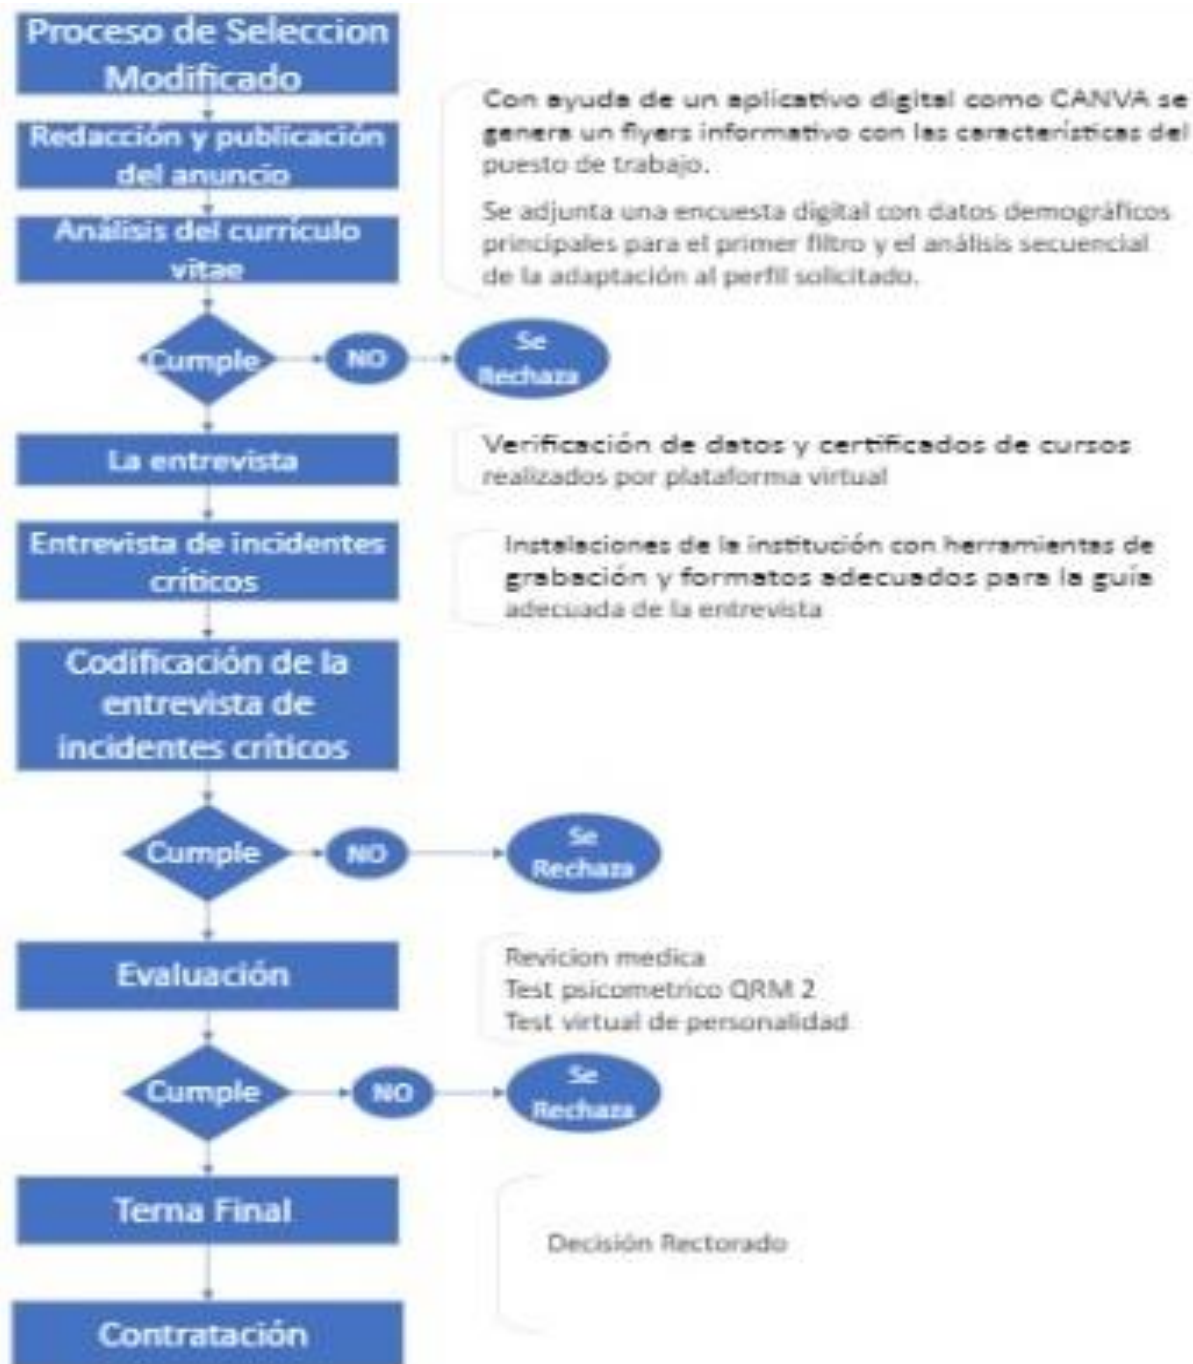 Proceso de Seleccion
Modificado
Redacción y publicación
del anuncio
Con ayuda de un aplicativo digital como CANVA se
genera un flyers informativo con las características del
puesto de trabajo.
Análisis del currículo
vitae
Se adjunta una encuesta digital con datos demográficos
principales para el primer filtro y el análisis secuencial
de la adaptación al perfil solicitado.
Cumple
NO
Se
Rechaza
La entrevista
Verificación de datos y certificados de cursos
realizados por plataforma virtual
Entrevista de incidentes
críticos
Instalaciones de la institución con herramientas de
grabación y formatos adecuados para la guía
adecuada de la entrevista
Codificación de la
entrevista de
incidentes críticos
Cumple
NO
Se
Rechaza
Evaluación
Revicion medica
Test psicometrico QRM 2
Test virtual de personalidad
Cumple
NO
Se
Rechaza
Terna Final
Decisión Rectorado
Contratación